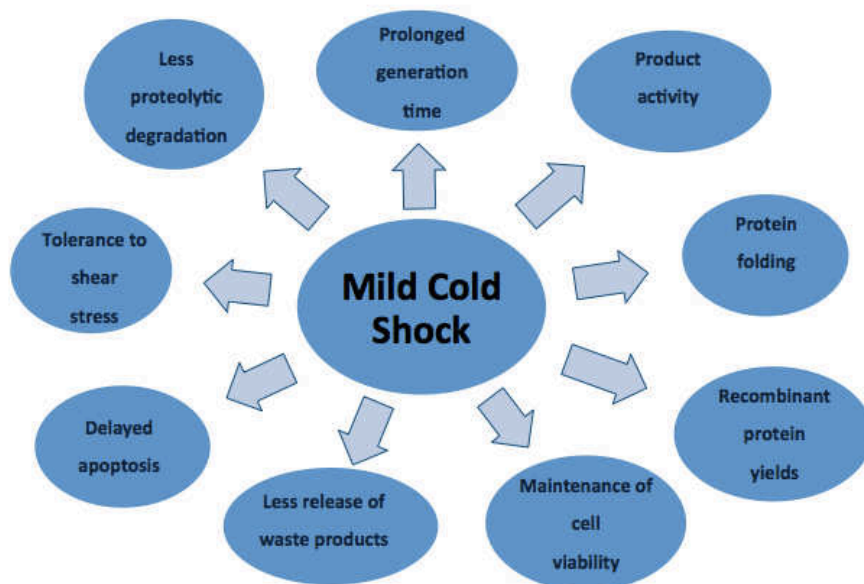 Less
proteolytic
degradation
Prolonged
generation
time
Product
activity
Tolerance to
shear
stress
Mild Cold
Shock
Protein
folding
Delayed
apoptosis
Less release of
waste products
Maintenance of
cell
viability
Recombinant
protein
yields